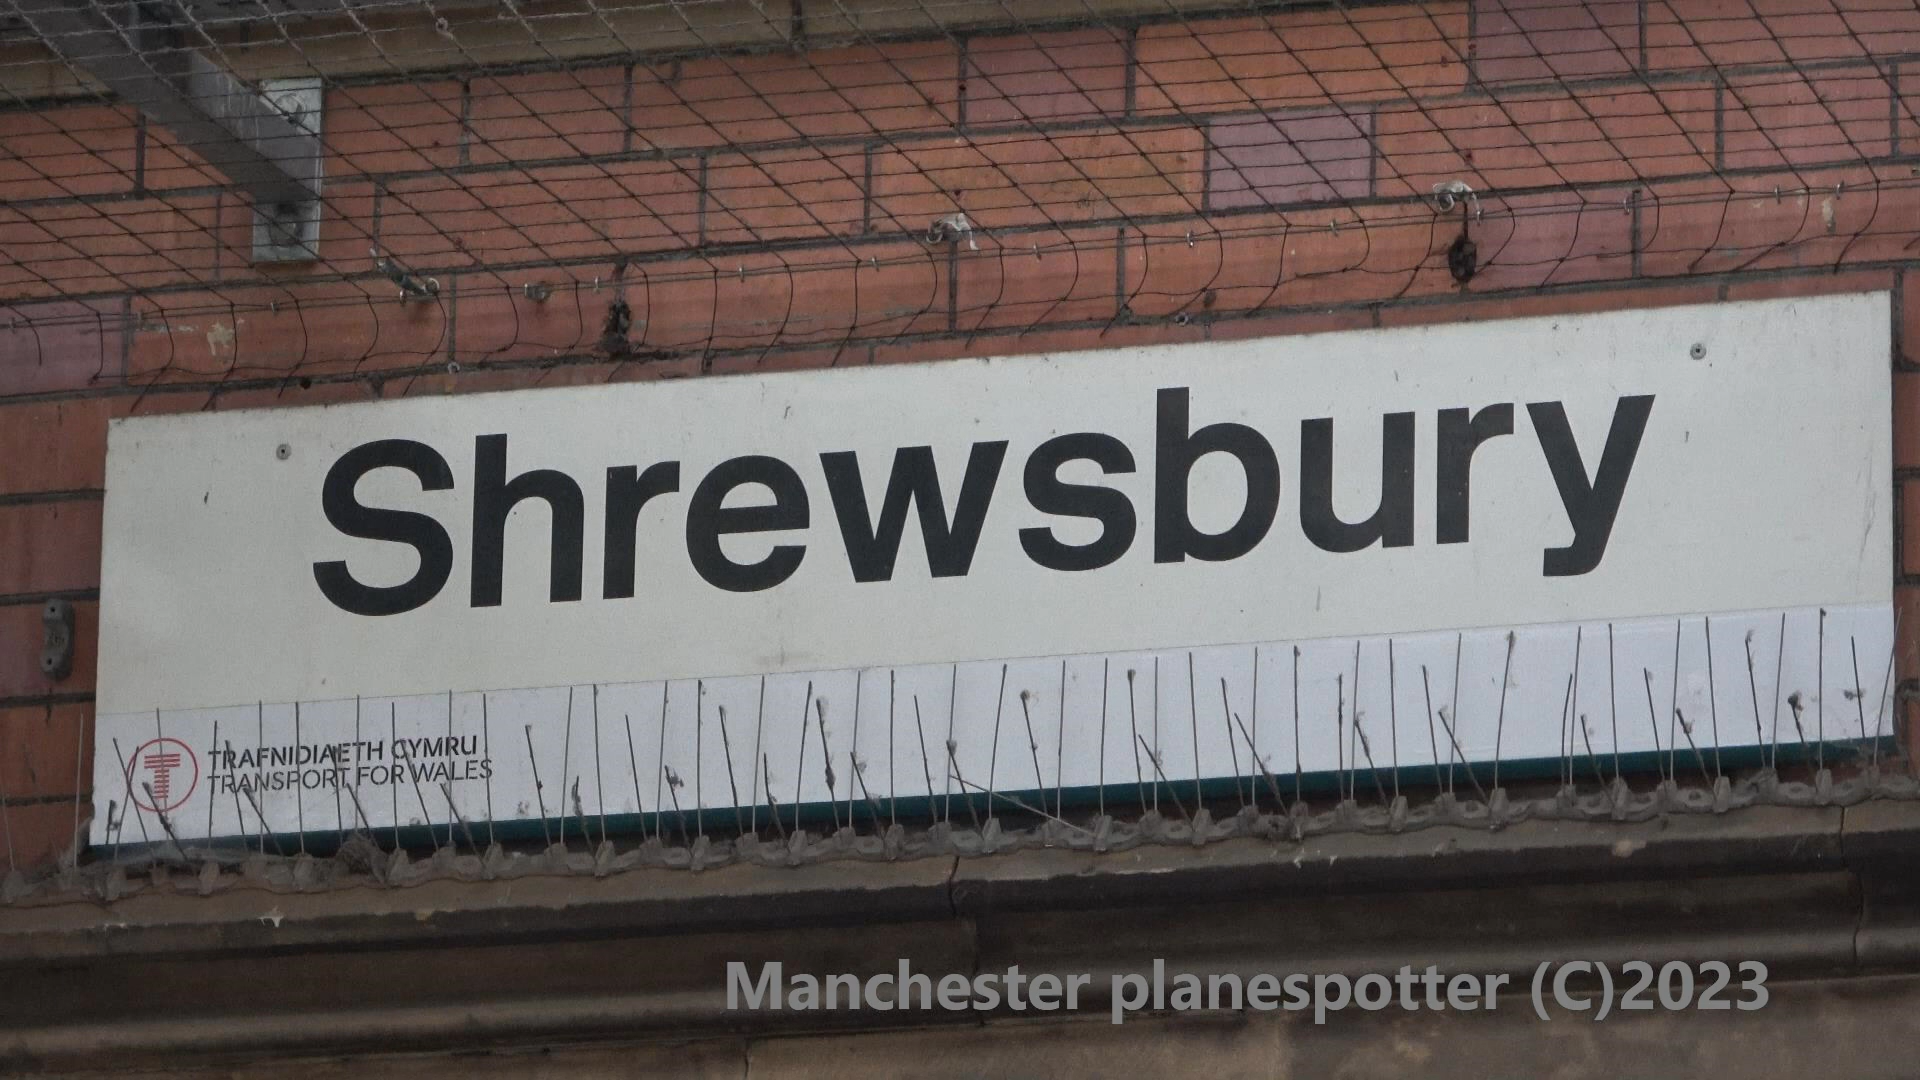 Shrewsbury
TRAFNIDIAETH CYMRU
TRANSPORT FOR WALES
Manchester planespotter (C)2023